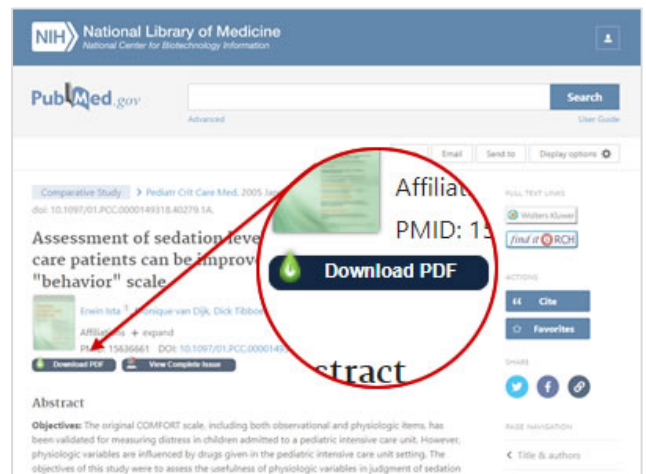 NIH National Library of Medicine
National Center for Biotechnology Information
PubMed.gov
Search
Advanced
User Guide
Email
Send to
Display options
Comparative Study
> Pediatr Crit Care Med. 2005 Jan
doi: 10.1097/01.PCC.0000149318.40279.1A.
Assessment of sedation leve
care patients can be improv
"behavior" scale
Erwin Ista 1, Monique van Dijk, Dick Tibboe
Affiliations + expand
PMID: 15636661 DOI: 10.1097/01.PCC.00001493
Download PDF
View Complete Issue
Affiliat
PMID: 15
Download PDF
stract
Abstract
Objectives: The original COMFORT scale, including both observational and physiologic items, has
been validated for measuring distress in children admitted to a pediatric intensive care unit. However,
physiologic variables are influenced by drugs given in the pediatric intensive care unit setting. The
objectives of this study were to assess the usefulness of physiologic variables in judgment of sedation
FULL TEXT LINKS
Wolters Kluwer
find it @ RCH
ACTIONS
Cite
Favorites
SHARE
PAGE NAVIGATION
< Title & authors